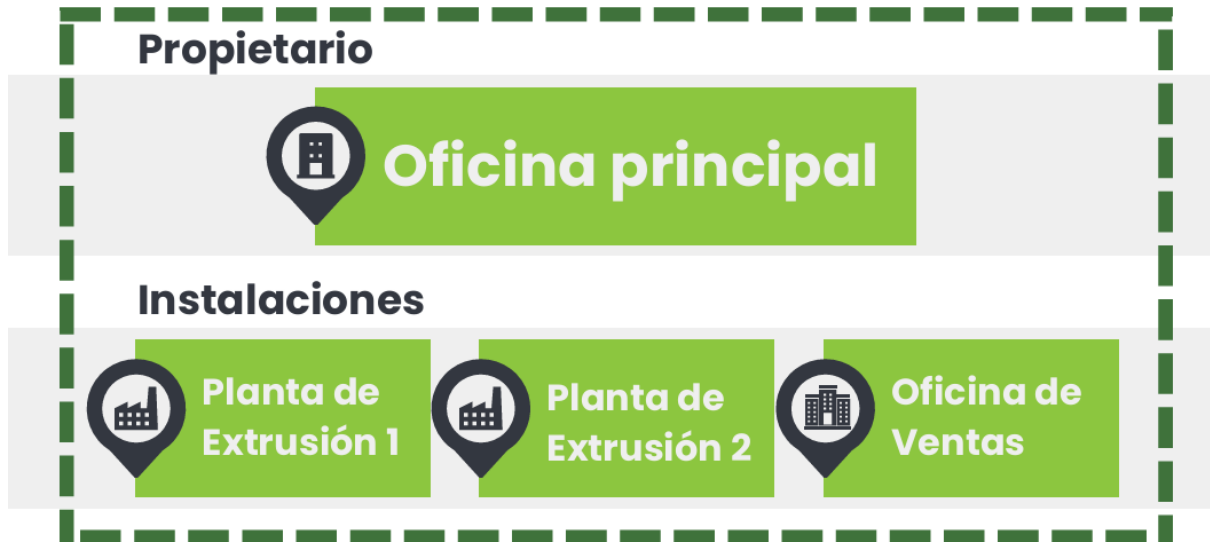 Propietario
Oficina principal
Instalaciones
Planta de
Extrusión 1
Planta de
Extrusión 2
Oficina de
Ventas